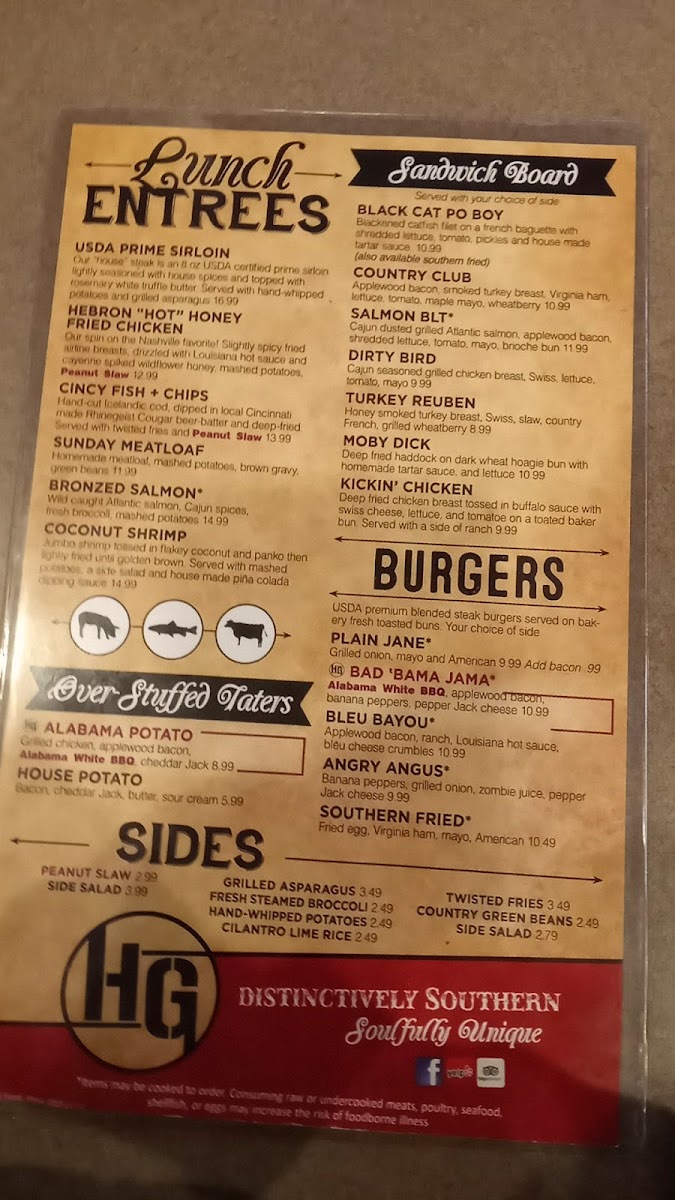 Lunch
ENTREES
USDA PRIME SIRLOIN
Our "house" steak is an 8 oz USDA certified prime sirloin
lightly seasoned with house spices and topped with
rosemary white truffle butter. Served with hand-whipped
potatoes and grilled asparagus 16.99
HEBRON "HOT" HONEY
FRIED CHICKEN
Our spin on the Nashville favorite! Slightly spicy fried
airline breasts, drizzled with Louisiana hot sauce and
cayenne spiked wildflower honey, mashed potatoes,
Peanut Slaw 12.99
CINCY FISH + CHIPS
Hand-cut Icelandic cod, dipped in local Cincinnati
made Rhinegeist Cougar beer-batter and deep-fried
Served with twisted fries and Peanut Slaw 13.99
SUNDAY MEATLOAF
Homemade meatloaf, mashed potatoes, brown gravy,
green beans 11.99
BRONZED SALMON*
Wild caught Atlantic salmon, Cajun spices,
fresh broccoli, mashed potatoes 14.99
COCONUT SHRIMP
Jumbo shrimp tossed in flakey coconut and panko then
lightly fried until golden brown. Served with mashed
potatoes, a side salad and house made piña colada
dipping sauce 14.99
Over-Stuffed Taters
HG ALABAMA POTATO
Grilled chicken, applewood bacon,
Alabama White BBQ, cheddar Jack 8.99
HOUSE POTATO
Bacon, cheddar Jack, butter, sour cream 5.99
Sandwich Board
Served with your choice of side
BLACK CAT PO BOY
Blackened catfish filet on a french baguette with
shredded lettuce, tomato, pickles and house made
tartar sauce 10.99
(also available southern fried)
COUNTRY CLUB
Applewood bacon, smoked turkey breast, Virginia ham,
lettuce, tomato, maple mayo, wheatberry 10.99
SALMON BLT*
Cajun dusted grilled Atlantic salmon, applewood bacon,
shredded lettuce, tomato, mayo, brioche bun 11.99
DIRTY BIRD
Cajun seasoned grilled chicken breast, Swiss, lettuce,
tomato, mayo 9.99
TURKEY REUBEN
Honey smoked turkey breast, Swiss, slaw, country
French, grilled wheatberry 8.99
MOBY DICK
Deep fried haddock on dark wheat hoagie bun with
homemade tartar sauce, and lettuce 10.99
KICKIN' CHICKEN
Deep fried chicken breast tossed in buffalo sauce with
swiss cheese, lettuce, and tomatoe on a toated baker
bun. Served with a side of ranch 9.99
BURGERS
USDA premium blended steak burgers served on bak-
ery fresh toasted buns. Your choice of side
PLAIN JANE*
Grilled onion, mayo and American 9.99 Add bacon .99
HG BAD 'BAMA JAMA*
Alabama White BBQ, applewood bacon,
banana peppers, pepper Jack cheese 10.99
BLEU BAYOU*
Applewood bacon, ranch, Louisiana hot sauce,
bleu cheese crumbles 10.99
ANGRY ANGUS*
Banana peppers, grilled onion, zombie juice, pepper
Jack cheese 9.99
SOUTHERN FRIED*
Fried egg, Virginia ham, mayo, American 10.49
SIDES
PEANUT SLAW 2.99
SIDE SALAD 3.99
GRILLED ASPARAGUS 3.49
FRESH STEAMED BROCCOLI 2.49
HAND-WHIPPED POTATOES 2.49
CILANTRO LIME RICE 2.49
TWISTED FRIES 3.49
COUNTRY GREEN BEANS 2.49
SIDE SALAD 2.79
HG
DISTINCTIVELY SOUTHERN
Soulfully Unique
f yelp
*Items may be cooked to order. Consuming raw or undercooked meats, poultry, seafood,
shellfish, or eggs may increase the risk of foodborne illness